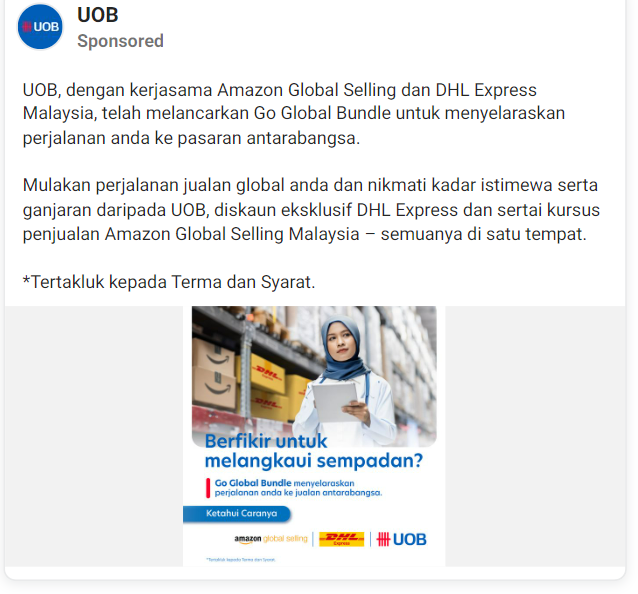 UOB
UOB
Sponsored
UOB, dengan kerjasama Amazon Global Selling dan DHL Express
Malaysia, telah melancarkan Go Global Bundle untuk menyelaraskan
perjalanan anda ke pasaran antarabangsa.
Mulakan perjalanan jualan global anda dan nikmati kadar istimewa serta
ganjaran daripada UOB, diskaun eksklusif DHL Express dan sertai kursus
penjualan Amazon Global Selling Malaysia – semuanya di satu tempat.
*Tertakluk kepada Terma dan Syarat.
DHL
DHL
Berfikir untuk
melangkaui sempadan?
Go Global Bundle menyelaraskan
perjalanan anda ke jualan antarabangsa.
Ketahui Caranya
amazon global selling
DHL
Express
UOB
*Tertakluk kepada Terma dan Syarat.